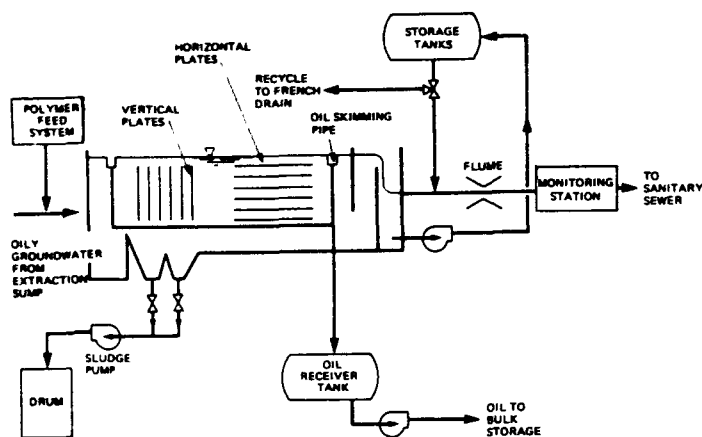 HORIZONTAL
PLATES
STORAGE
TANKS
RECYCLE
TO FRENCH
DRAIN
POLYMER
FEED
SYSTEM
VERTICAL
PLATES
OIL SKIMMING
PIPE
FLUME
MONITORING
STATION
TO
SANITARY
SEWER
OILY
GROUNDWATER
FROM
EXTRACTION
SUMP
SLUDGE
PUMP
DRUM
OIL
RECEIVER
TANK
OIL TO
BULK
STORAGE